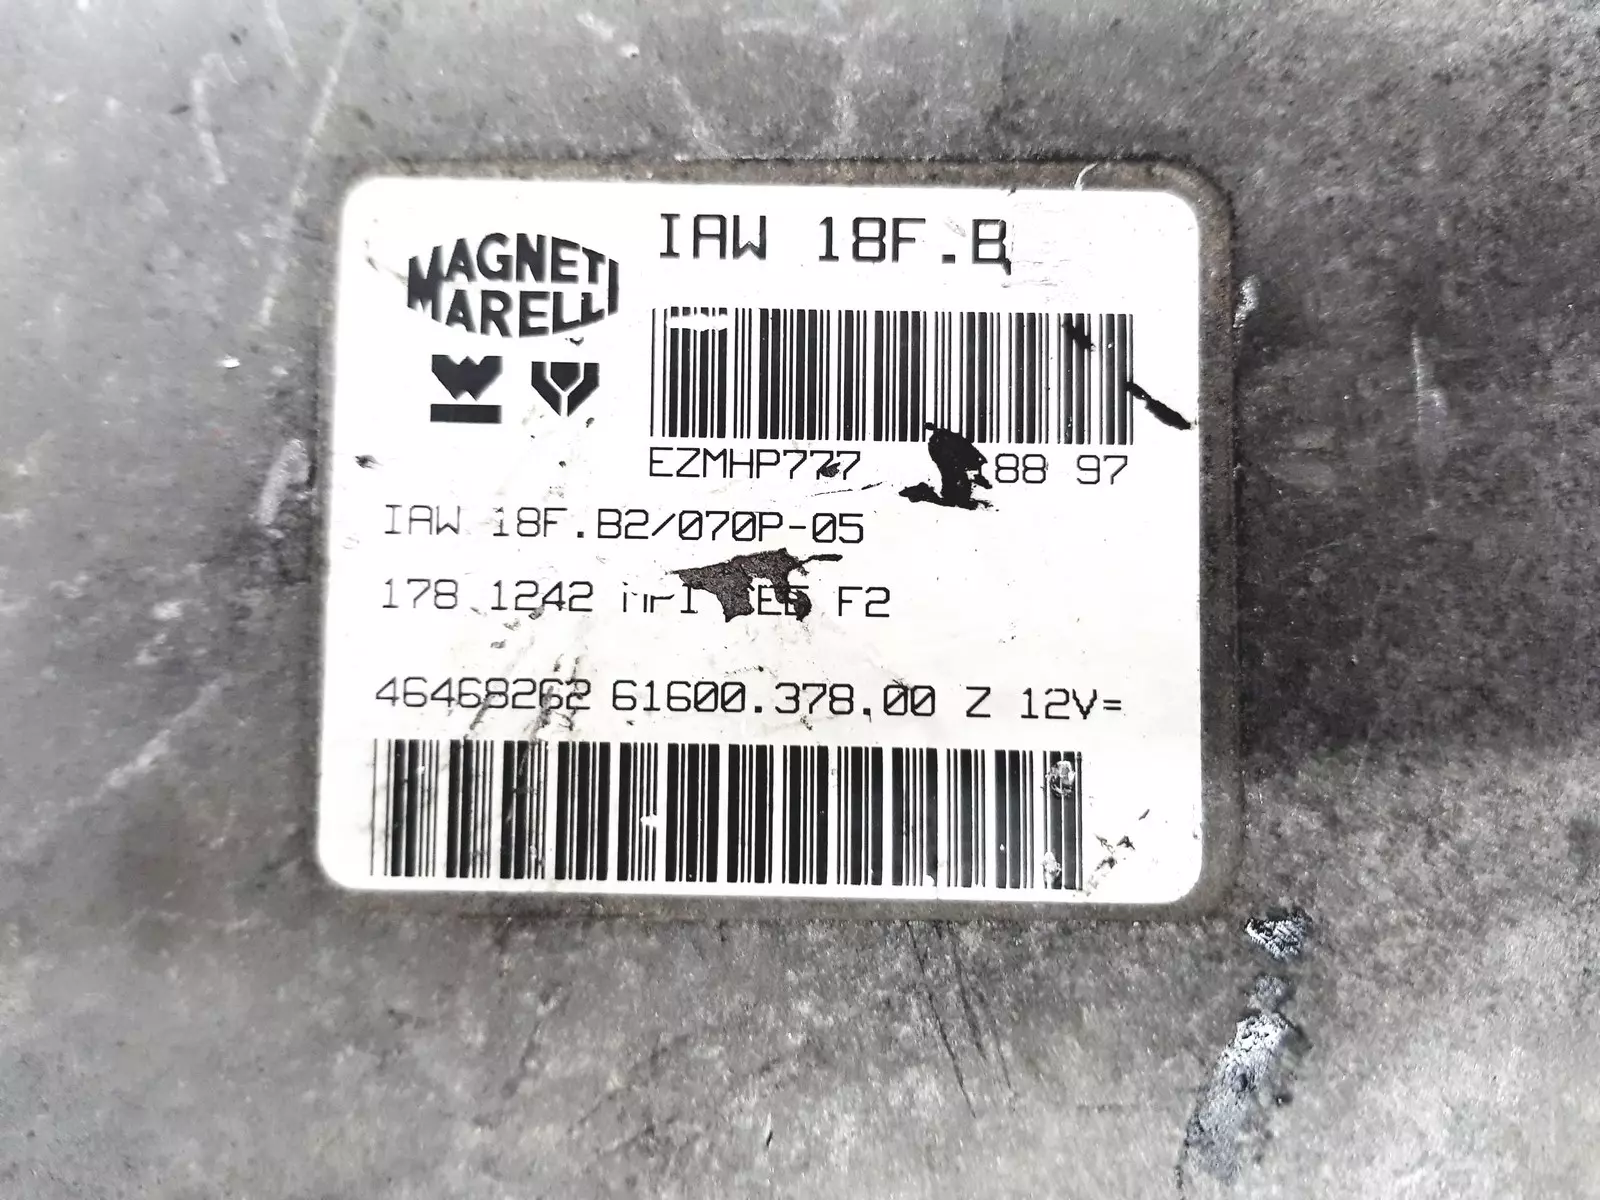 MAGNETI
MARELLI
IAW 18F.B
EZMHP777 88 97
IAW 18F.B2/070P-05
178 1242 MPI F2
46468262 61600.378.00 Z 12V=